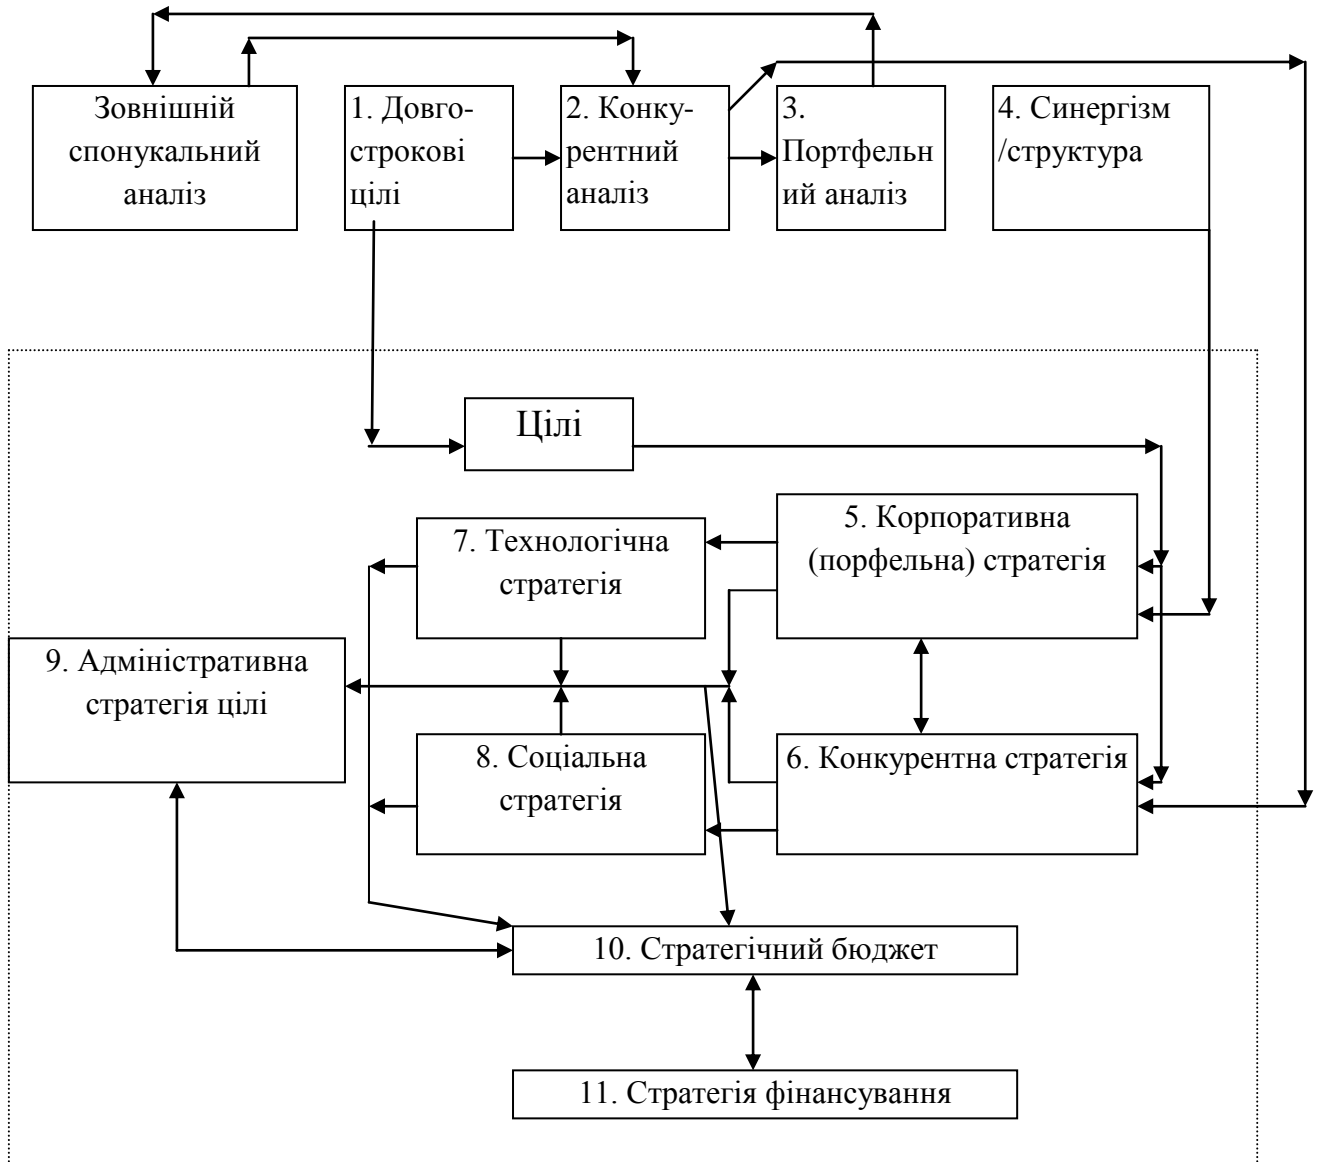 Зовнішній
спонукальний
аналіз
1. Довго-
строкові
цілі
2. Конку-
рентний
аналіз
3.
Портфельн
ий аналіз
4. Синергізм
/структура
Цілі
5. Корпоративна
(порфельна) стратегія
7. Технологічна
стратегія
9. Адміністративна
стратегія цілі
8. Соціальна
стратегія
6. Конкурентна стратегія
10. Стратегічний бюджет
11. Стратегія фінансування